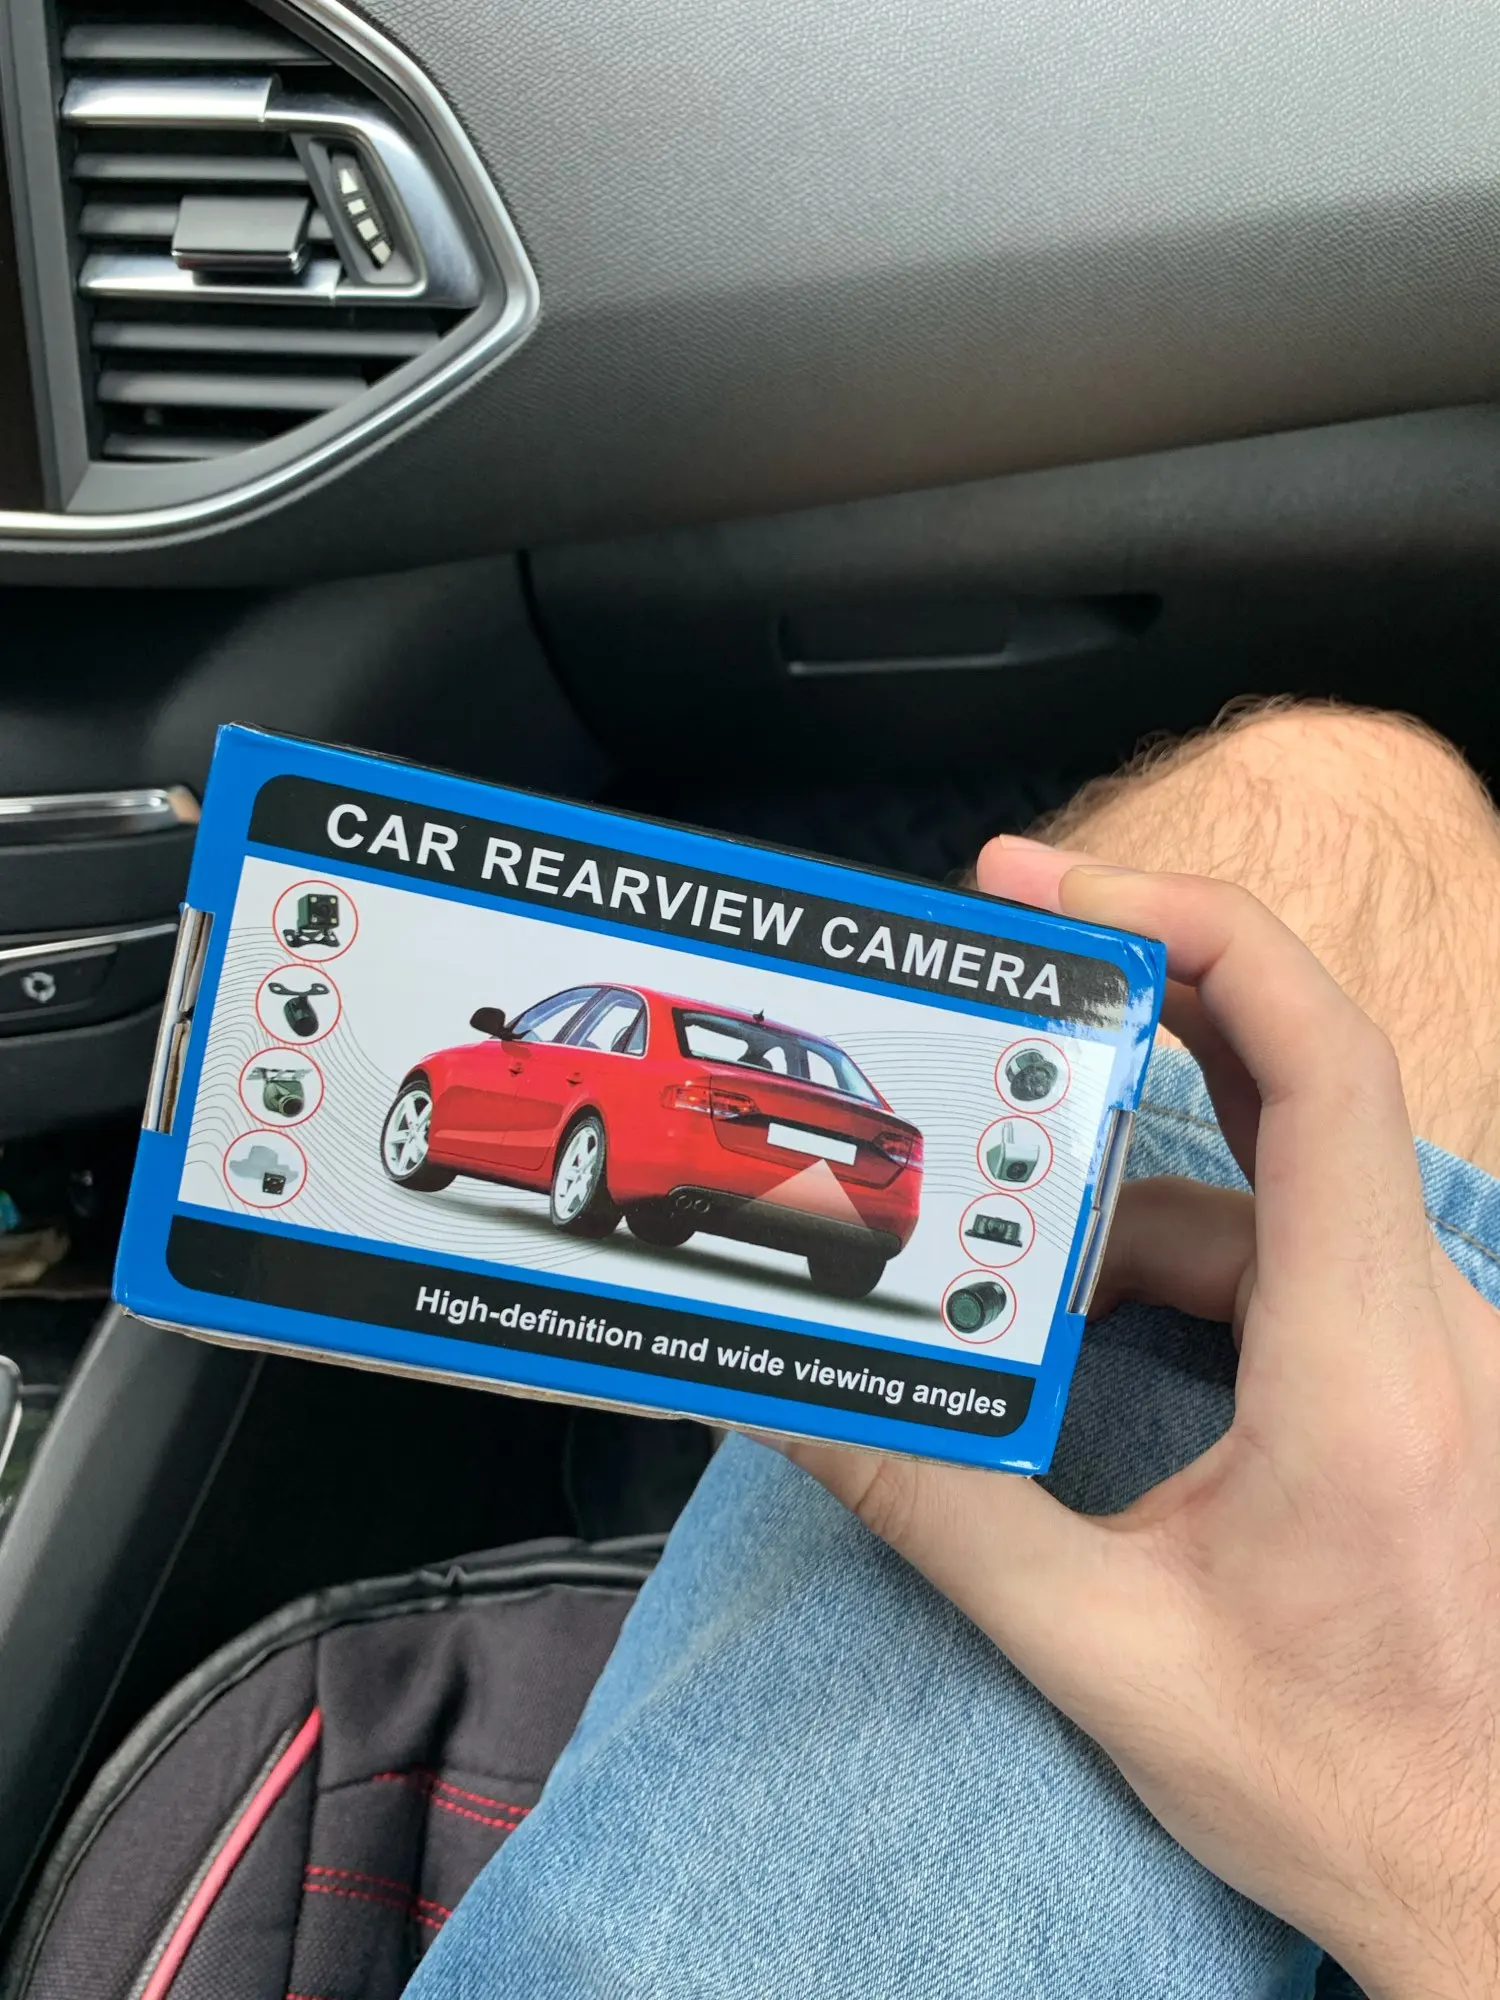 CAR REARVIEW CAMERA
High-definition and wide viewing angles